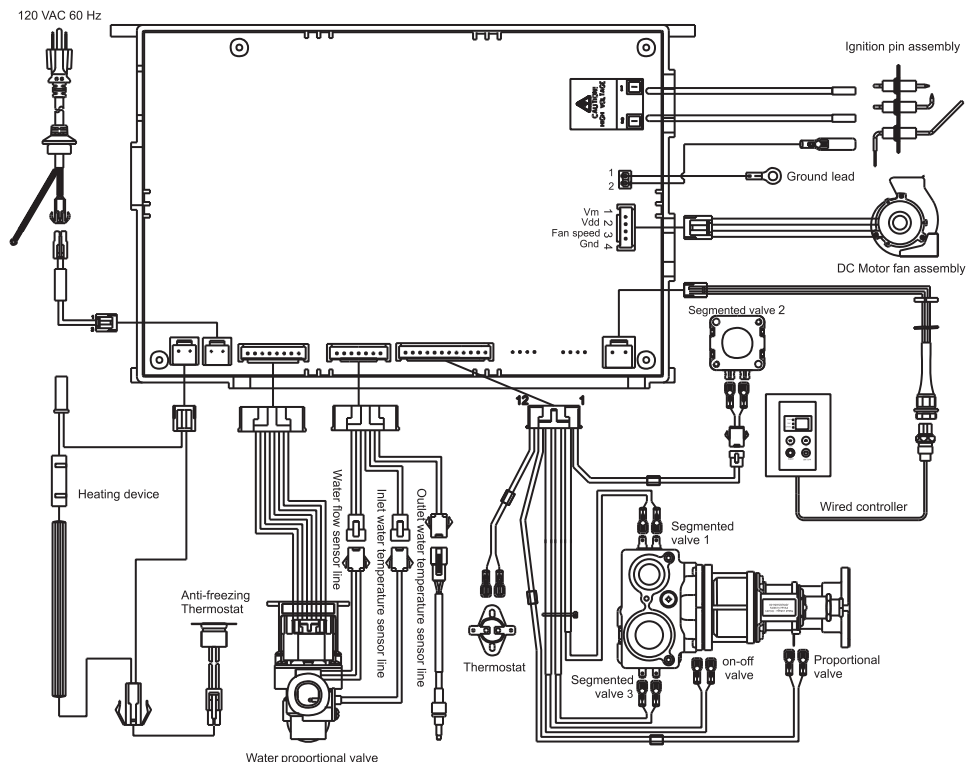 120 VAC 60 Hz
Ignition pin assembly
CAUTION!
HIGH VOLTAGE
1
2
Ground lead
Vm 1
Vdd 2
Fan speed 3
Gnd 4
DC Motor fan assembly
Segmented valve 2
12
1
Heating device
Water flow sensor line
Inlet water temperature sensor line
Outlet water temperature sensor line
Wired controller
Segmented
valve 1
Anti-freezing
Thermostat
Thermostat
Segmented
valve 3
on-off
valve
Proportional
valve
Water proportional valve